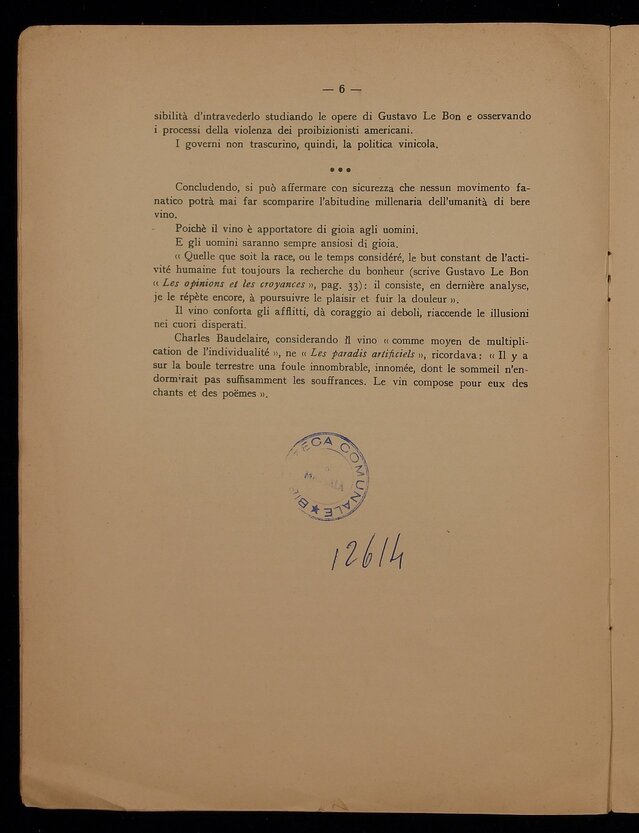 — 6 —
sibilità d'intravederlo studiando le opere di Gustavo Le Bon e osservando
i processi della violenza dei proibizionisti americani.
I governi non trascurino, quindi, la politica vinicola.
•••
Concludendo, si può affermare con sicurezza che nessun movimento fa-
natico potrà mai far scomparire l'abitudine millenaria dell'umanità di bere
vino.
Poichè il vino è apportatore di gioia agli uomini.
E gli uomini saranno sempre ansiosi di gioia.
« Quelle que soit la race, ou le temps considéré, le but constant de l'acti-
vité humaine fut toujours la recherche du bonheur (scrive Gustavo Le Bon
« Les opinions et les croyances », pag. 33): il consiste, en dernière analyse,
je le répète encore, à poursuivre le plaisir et fuir la douleur ».
Il vino conforta gli afflitti, dà coraggio ai deboli, riaccende le illusioni
nei cuori disperati.
Charles Baudelaire, considerando il vino « comme moyen de multipli-
cation de l'individualité », ne « Les paradis artificiels », ricordava: « Il y a
sur la boule terrestre una foule innombrable, innomée, dont le sommeil n'en-
dormirait pas suffisamment les souffrances. Le vin compose pour eux des
chants et des poëmes ».
COMUNALE
12614